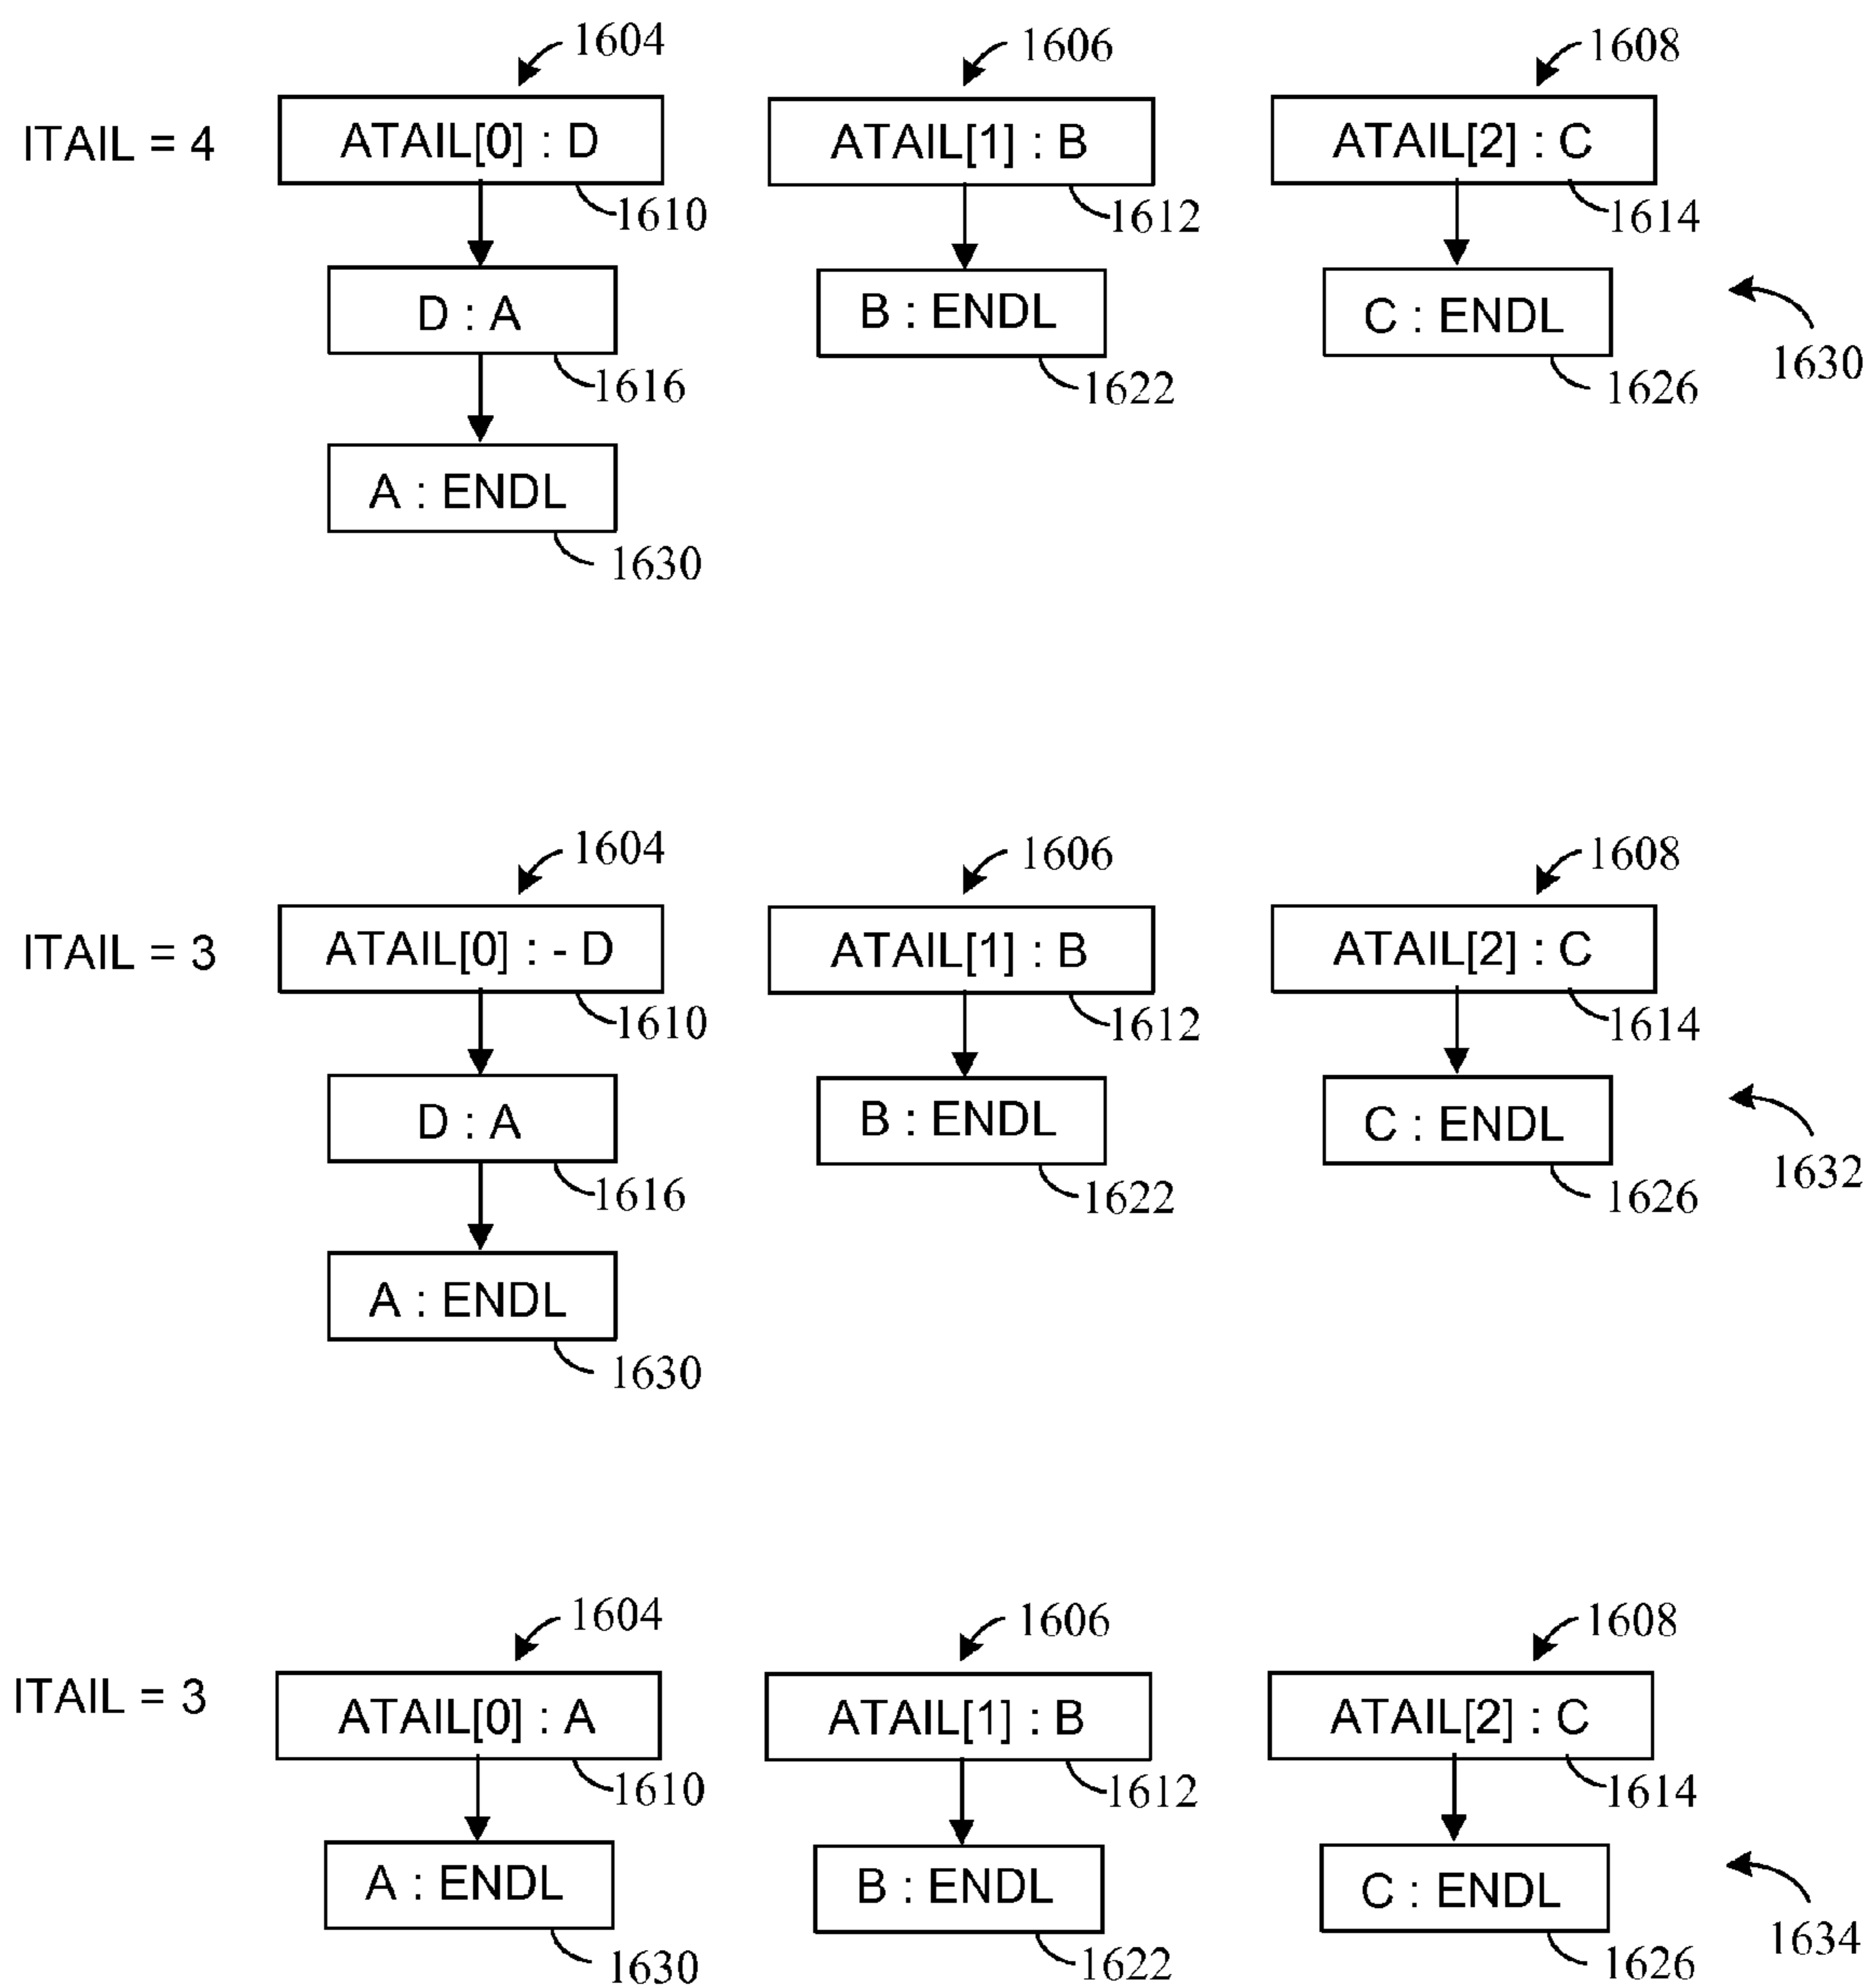 1604
1606
1608
ITAIL = 4
ATAIL[0] : D
ATAIL[1] : B
ATAIL[2] : C
1610
1612
1614
D : A
B : ENDL
C : ENDL
1630
1616
1622
1626
A : ENDL
1630
1604
1606
1608
ITAIL = 3
ATAIL[0] : - D
ATAIL[1] : B
ATAIL[2] : C
1610
1612
1614
D : A
B : ENDL
C : ENDL
1632
1616
1622
1626
A : ENDL
1630
1604
1606
1608
ITAIL = 3
ATAIL[0] : A
ATAIL[1] : B
ATAIL[2] : C
1610
1612
1614
A : ENDL
B : ENDL
C : ENDL
1634
1630
1622
1626